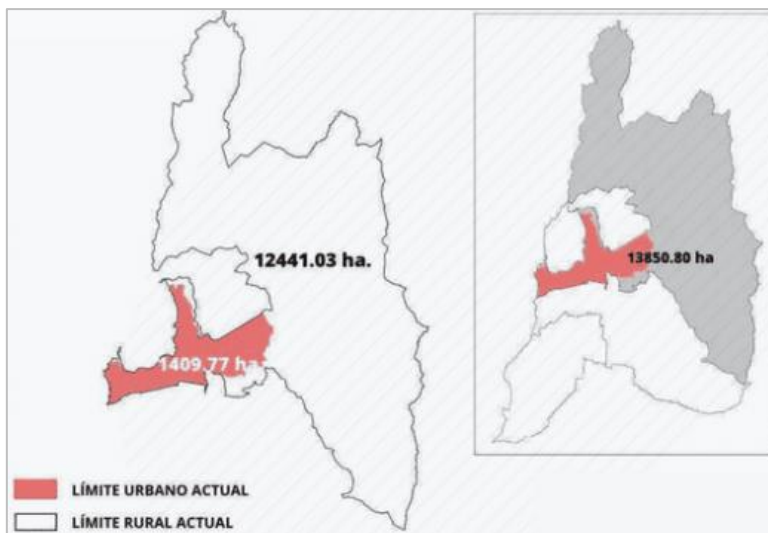 12441.03 ha.
13850.80 ha
1409.77 ha.
LÍMITE URBANO ACTUAL
LÍMITE RURAL ACTUAL